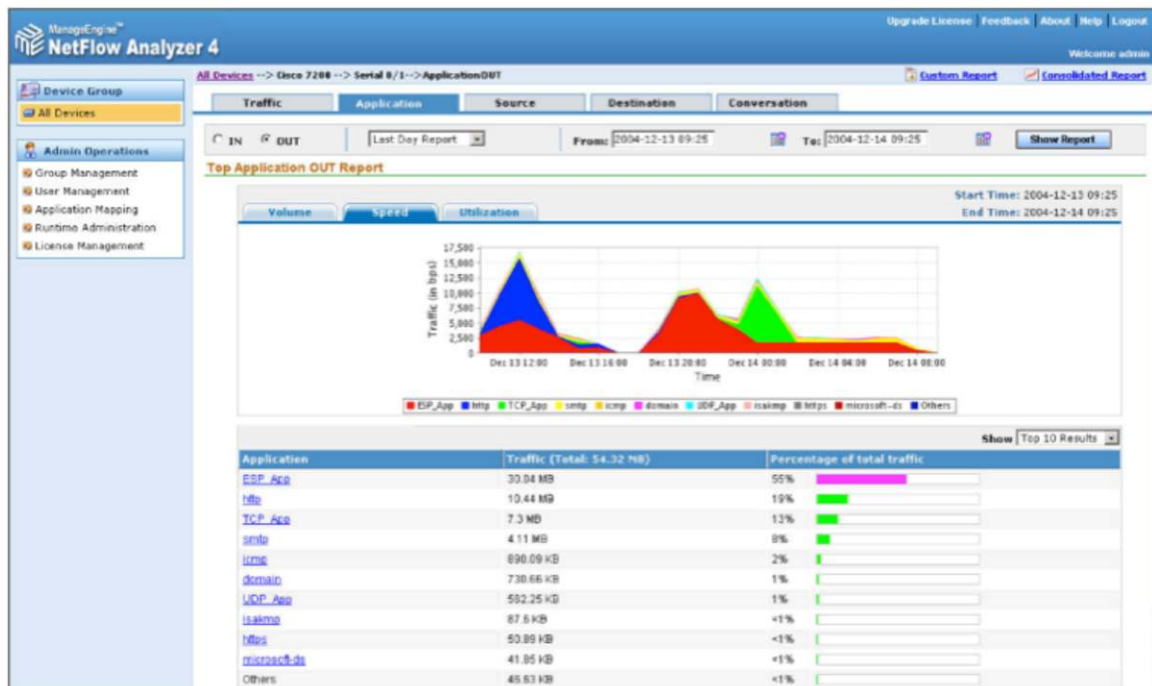 Upgrade License | Feedback | About | Help | Logout
ManageEngine™
NetFlow Analyzer 4
Welcome admin
All Devices --> Cisco 7200 --> Serial 0/1-->ApplicationOUT
Custom Report
Consolidated Report
Device Group
All Devices
Admin Operations
Group Management
User Management
Application Mapping
Runtime Administration
License Management
Traffic
Application
Source
Destination
Conversation
IN OUT
Last Day Report
From: 2004-12-13 09:25
To: 2004-12-14 09:25
Show Report
Top Application OUT Report
Start Time: 2004-12-13 09:25
End Time: 2004-12-14 09:25
Volume
Speed
Utilization
Traffic (in bps)
17,500
15,000
12,500
10,000
7,500
5,000
2,500
0
Dec 13 12:00 Dec 13 16:00 Dec 13 20:00 Dec 14 00:00 Dec 14 04:00 Dec 14 08:00
Time
ESP_App http TCP_App smtp icmp domain UDP_App isakmp https microsoft-ds Others
Show Top 10 Results
Application Traffic (Total: 54.32 MB) Percentage of total traffic
ESP_App 30.04 MB 55%
http 10.44 MB 19%
TCP_App 7.3 MB 13%
smtp 4.11 MB 8%
icmp 890.09 KB 2%
domain 730.66 KB 1%
UDP_App 562.25 KB 1%
isakmp 87.6 KB <1%
https 50.89 KB <1%
microsoft-ds 41.85 KB <1%
Others 46.63 KB <1%